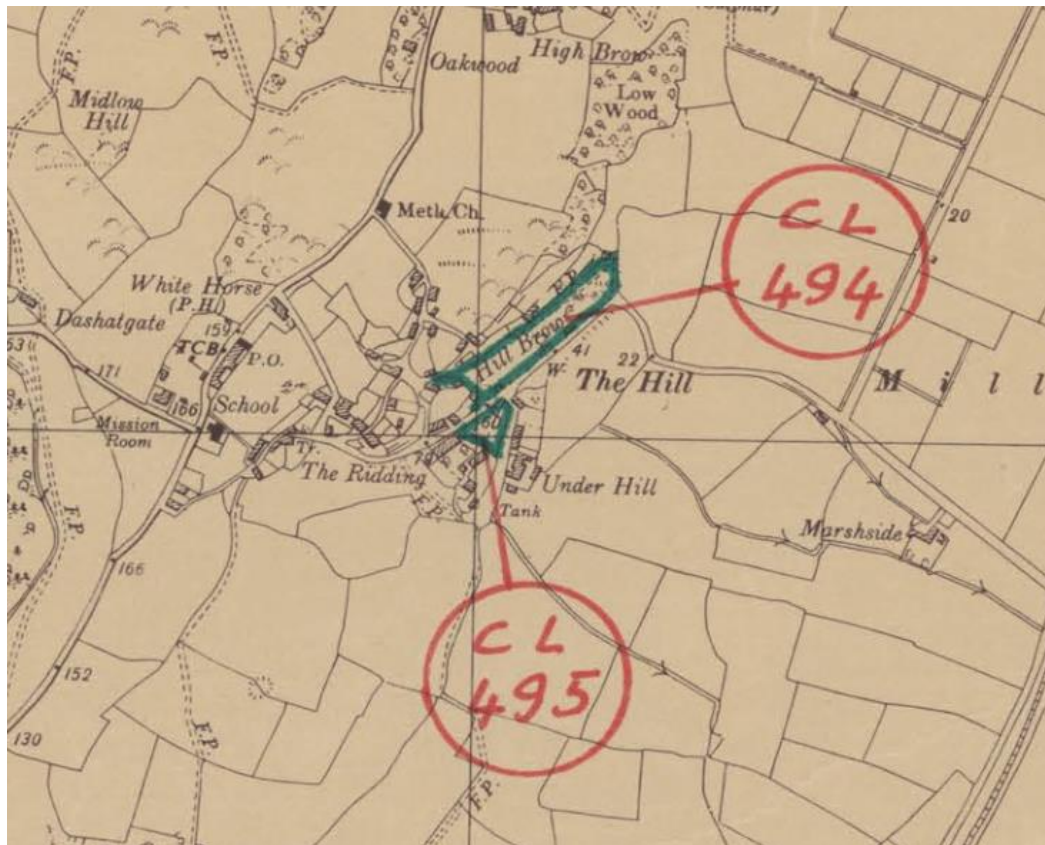 F.P.
F.P.
B
Oakwood
High Brow
Low
Wood
Midlow
Hill
Meth. Ch.
20
CL
494
White Horse
(P.H.)
159
Dashatgate
53
TCB
P.O.
171
F.P.
Hill Brow
41
W.
22
The Hill
Mill
166
School
Mission
Room
Tr.
The Ridding
F.P.
Under Hill
Tank
Marshside
F.P.
166
CL
495
152
130
F.P.
F.P.